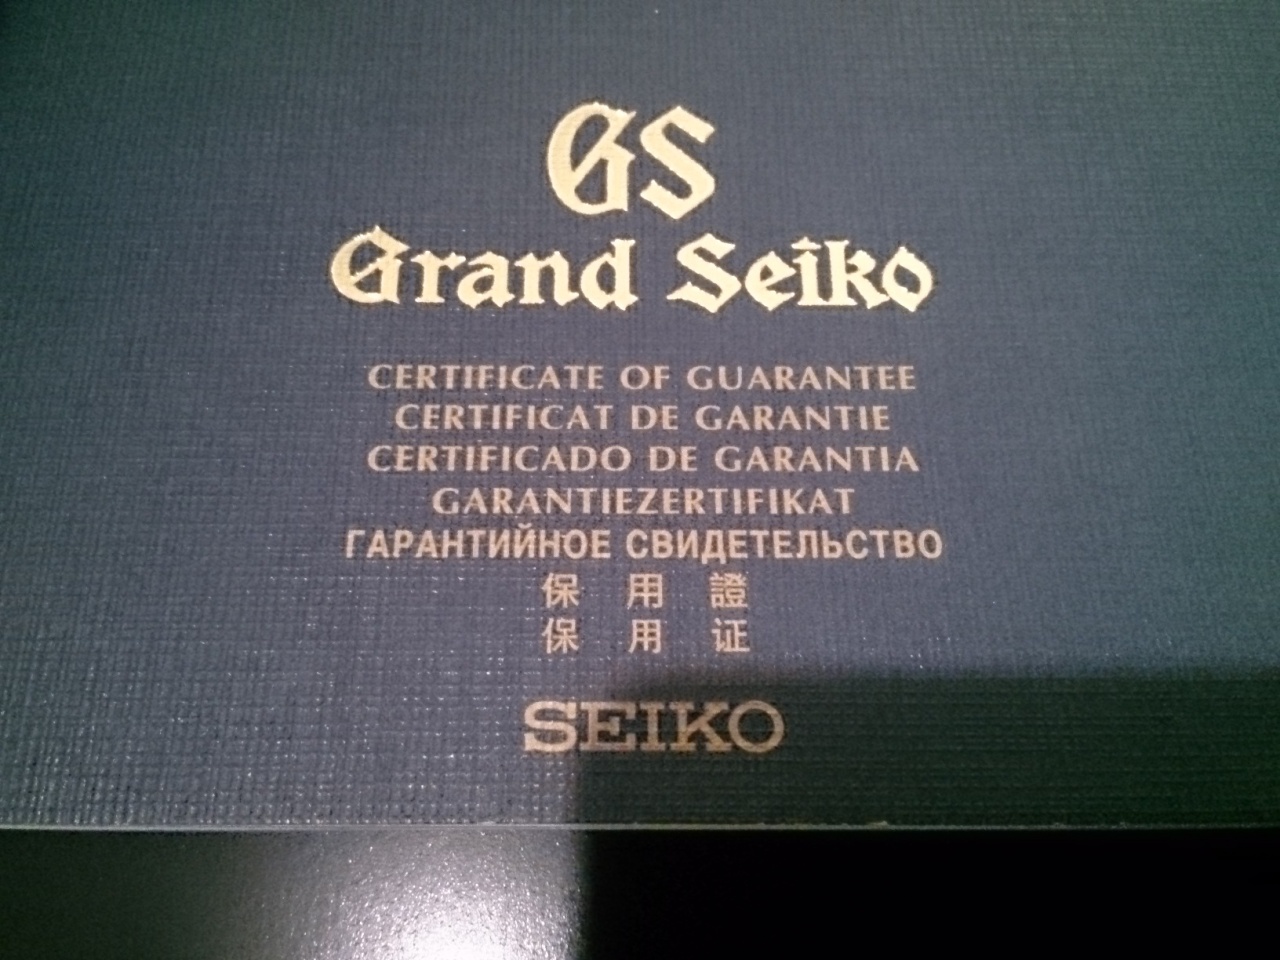 GS
Grand Seiko
CERTIFICATE OF GUARANTEE
CERTIFICAT DE GARANTIE
CERTIFICADO DE GARANTIA
GARANTIEZERTIFIKAT
ГАРАНТИЙНОЕ СВИДЕТЕЛЬСТВО
保 用 證
保 用 证
SEIKO